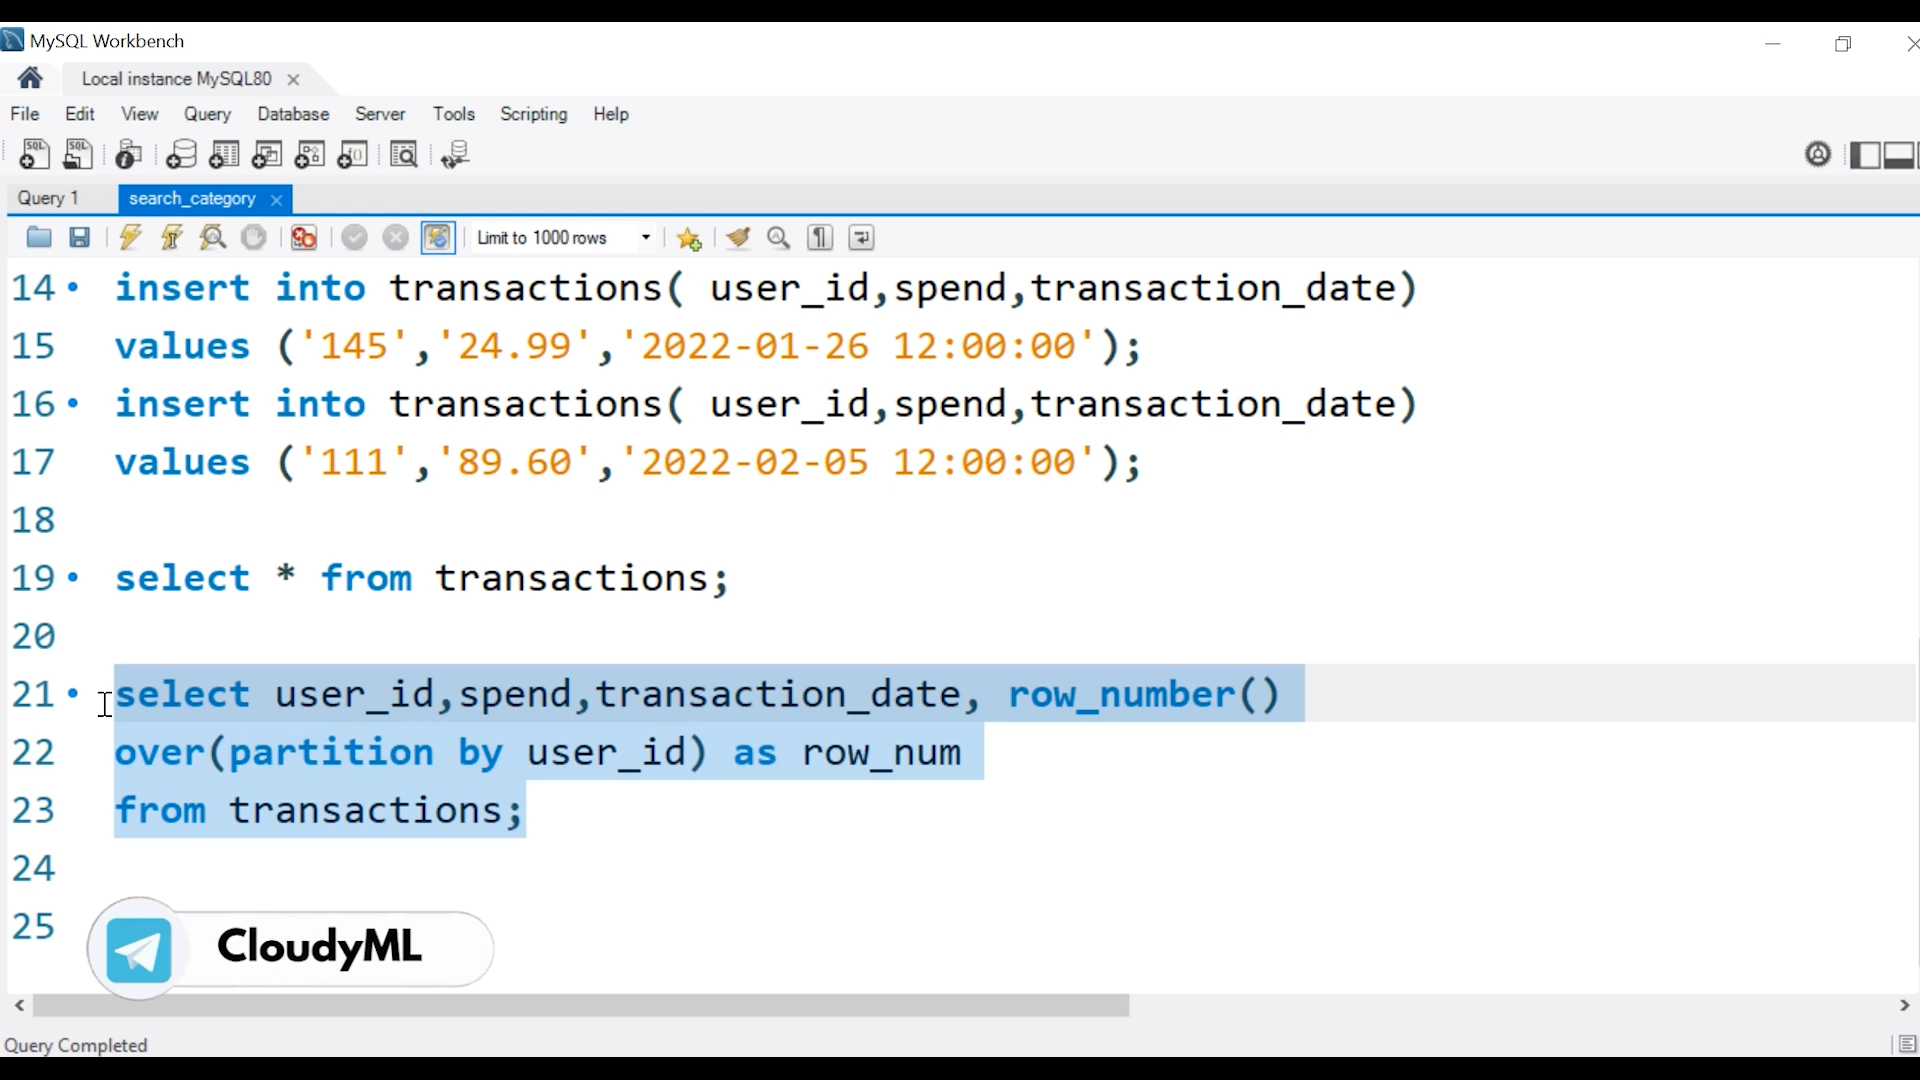 MySQL Workbench
Local instance MySQL80
File Edit View Query Database Server Tools Scripting Help
Query 1 search_category
Limit to 1000 rows
14 insert into transactions( user_id,spend,transaction_date)
15 values ('145','24.99','2022-01-26 12:00:00');
16 insert into transactions( user_id,spend,transaction_date)
17 values ('111','89.60','2022-02-05 12:00:00');
18
19 select * from transactions;
20
21 select user_id,spend,transaction_date, row_number()
22 over(partition by user_id) as row_num
23 from transactions;
24
25
CloudyML
Query Completed